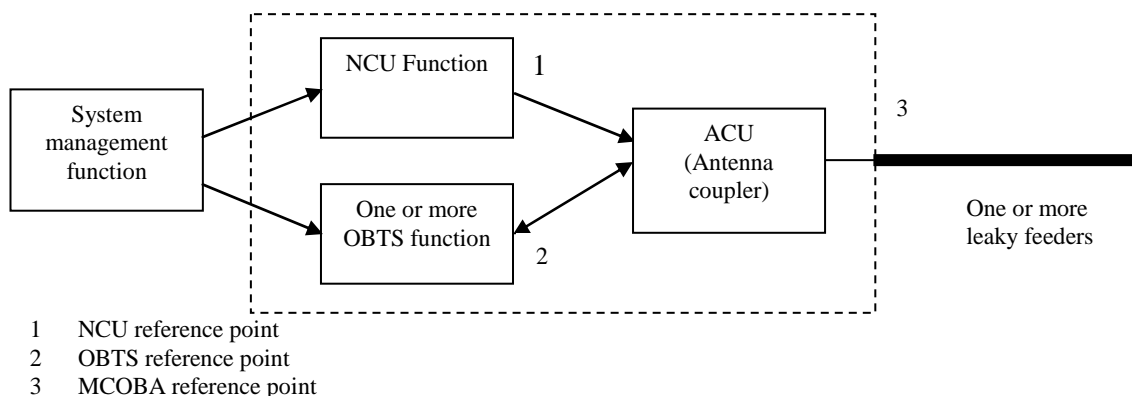 NCU Function
1
System
management
function
ACU
(Antenna
coupler)
3
One or more
OBTS function
2
One or more
leaky feeders
1 NCU reference point
2 OBTS reference point
3 MCOBA reference point